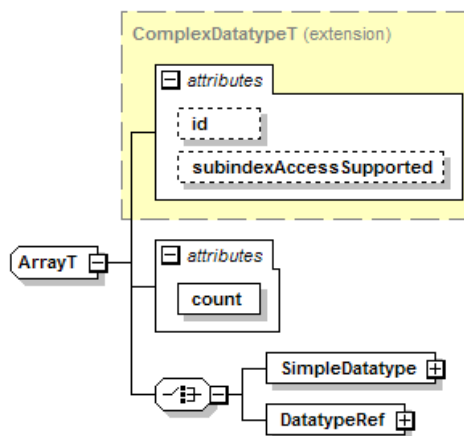 ComplexDatatypeT (extension)
attributes
id
subindexAccessSupported
ArrayT
attributes
count
SimpleDatatype
DatatypeRef